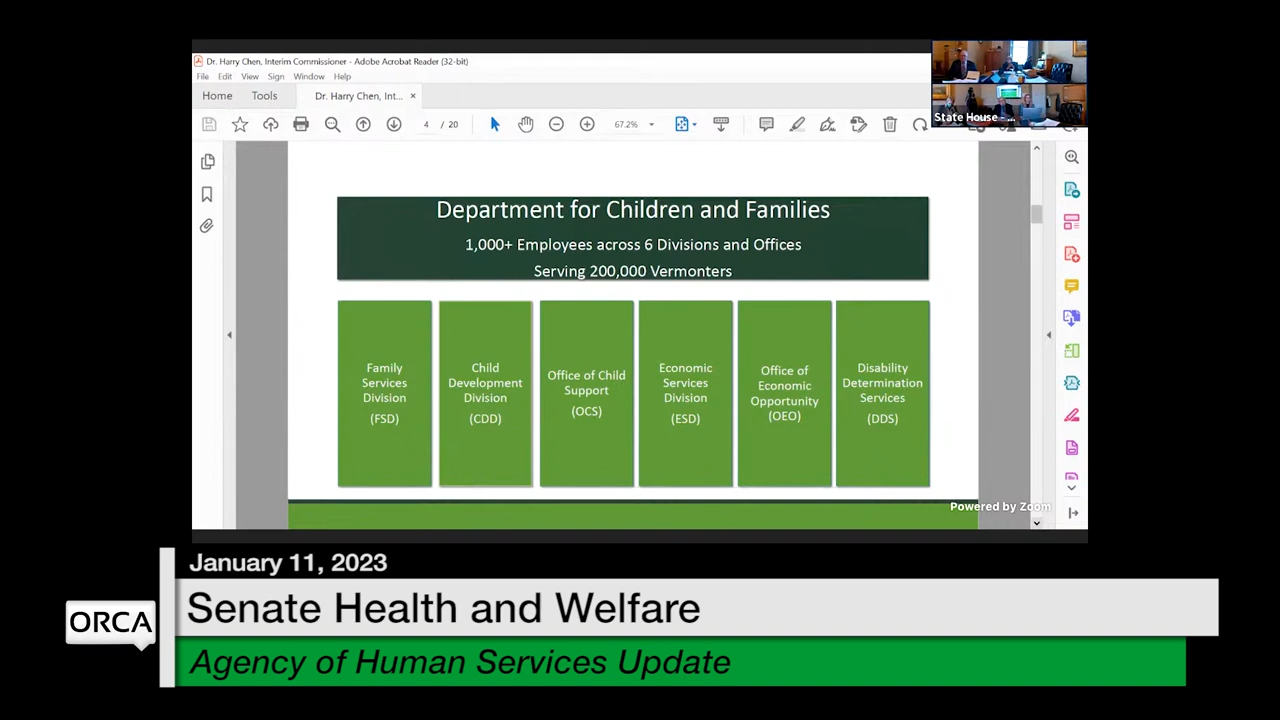 Dr. Harry Chen, Interim Commissioner - Adobe Acrobat Reader (32-bit)
File Edit View Sign Window Help
Home Tools Dr. Harry Chen, Int... ×
4 / 20 67.2%
State House - ...
Department for Children and Families
1,000+ Employees across 6 Divisions and Offices
Serving 200,000 Vermonters
Family
Services
Division
(FSD)
Child
Development
Division
(CDD)
Office of Child
Support
(OCS)
Economic
Services
Division
(ESD)
Office of
Economic
Opportunity
(OEO)
Disability
Determination
Services
(DDS)
Powered by Zoom
January 11, 2023
ORCA
Senate Health and Welfare
Agency of Human Services Update